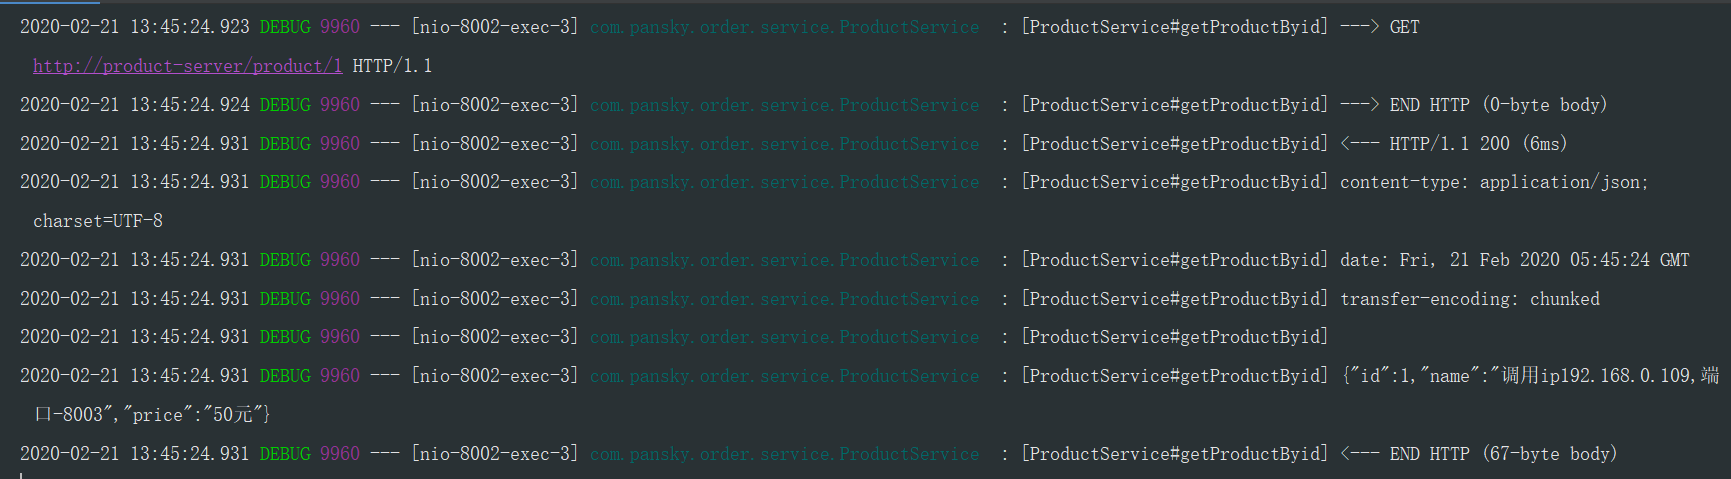 2020-02-21 13:45:24.923 DEBUG 9960 --- [nio-8002-exec-3] com.pansky.order.service.ProductService : [ProductService#getProductByid] ---> GET
http://product-server/product/1 HTTP/1.1
2020-02-21 13:45:24.924 DEBUG 9960 --- [nio-8002-exec-3] com.pansky.order.service.ProductService : [ProductService#getProductByid] ---> END HTTP (0-byte body)
2020-02-21 13:45:24.931 DEBUG 9960 --- [nio-8002-exec-3] com.pansky.order.service.ProductService : [ProductService#getProductByid] <--- HTTP/1.1 200 (6ms)
2020-02-21 13:45:24.931 DEBUG 9960 --- [nio-8002-exec-3] com.pansky.order.service.ProductService : [ProductService#getProductByid] content-type: application/json;
charset=UTF-8
2020-02-21 13:45:24.931 DEBUG 9960 --- [nio-8002-exec-3] com.pansky.order.service.ProductService : [ProductService#getProductByid] date: Fri, 21 Feb 2020 05:45:24 GMT
2020-02-21 13:45:24.931 DEBUG 9960 --- [nio-8002-exec-3] com.pansky.order.service.ProductService : [ProductService#getProductByid] transfer-encoding: chunked
2020-02-21 13:45:24.931 DEBUG 9960 --- [nio-8002-exec-3] com.pansky.order.service.ProductService : [ProductService#getProductByid]
2020-02-21 13:45:24.931 DEBUG 9960 --- [nio-8002-exec-3] com.pansky.order.service.ProductService : [ProductService#getProductByid] {"id":1,"name":"调用ip192.168.0.109,端
口-8003","price":"50元"}
2020-02-21 13:45:24.931 DEBUG 9960 --- [nio-8002-exec-3] com.pansky.order.service.ProductService : [ProductService#getProductByid] <--- END HTTP (67-byte body)